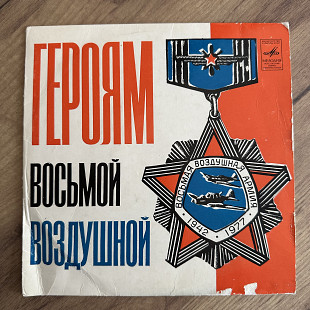 ГЕРОЯМ
ВОСЬМОЙ
ВОЗДУШНОЙ
ВОСЬМАЯ ВОЗДУШНАЯ АРМИЯ
1942 • 1977